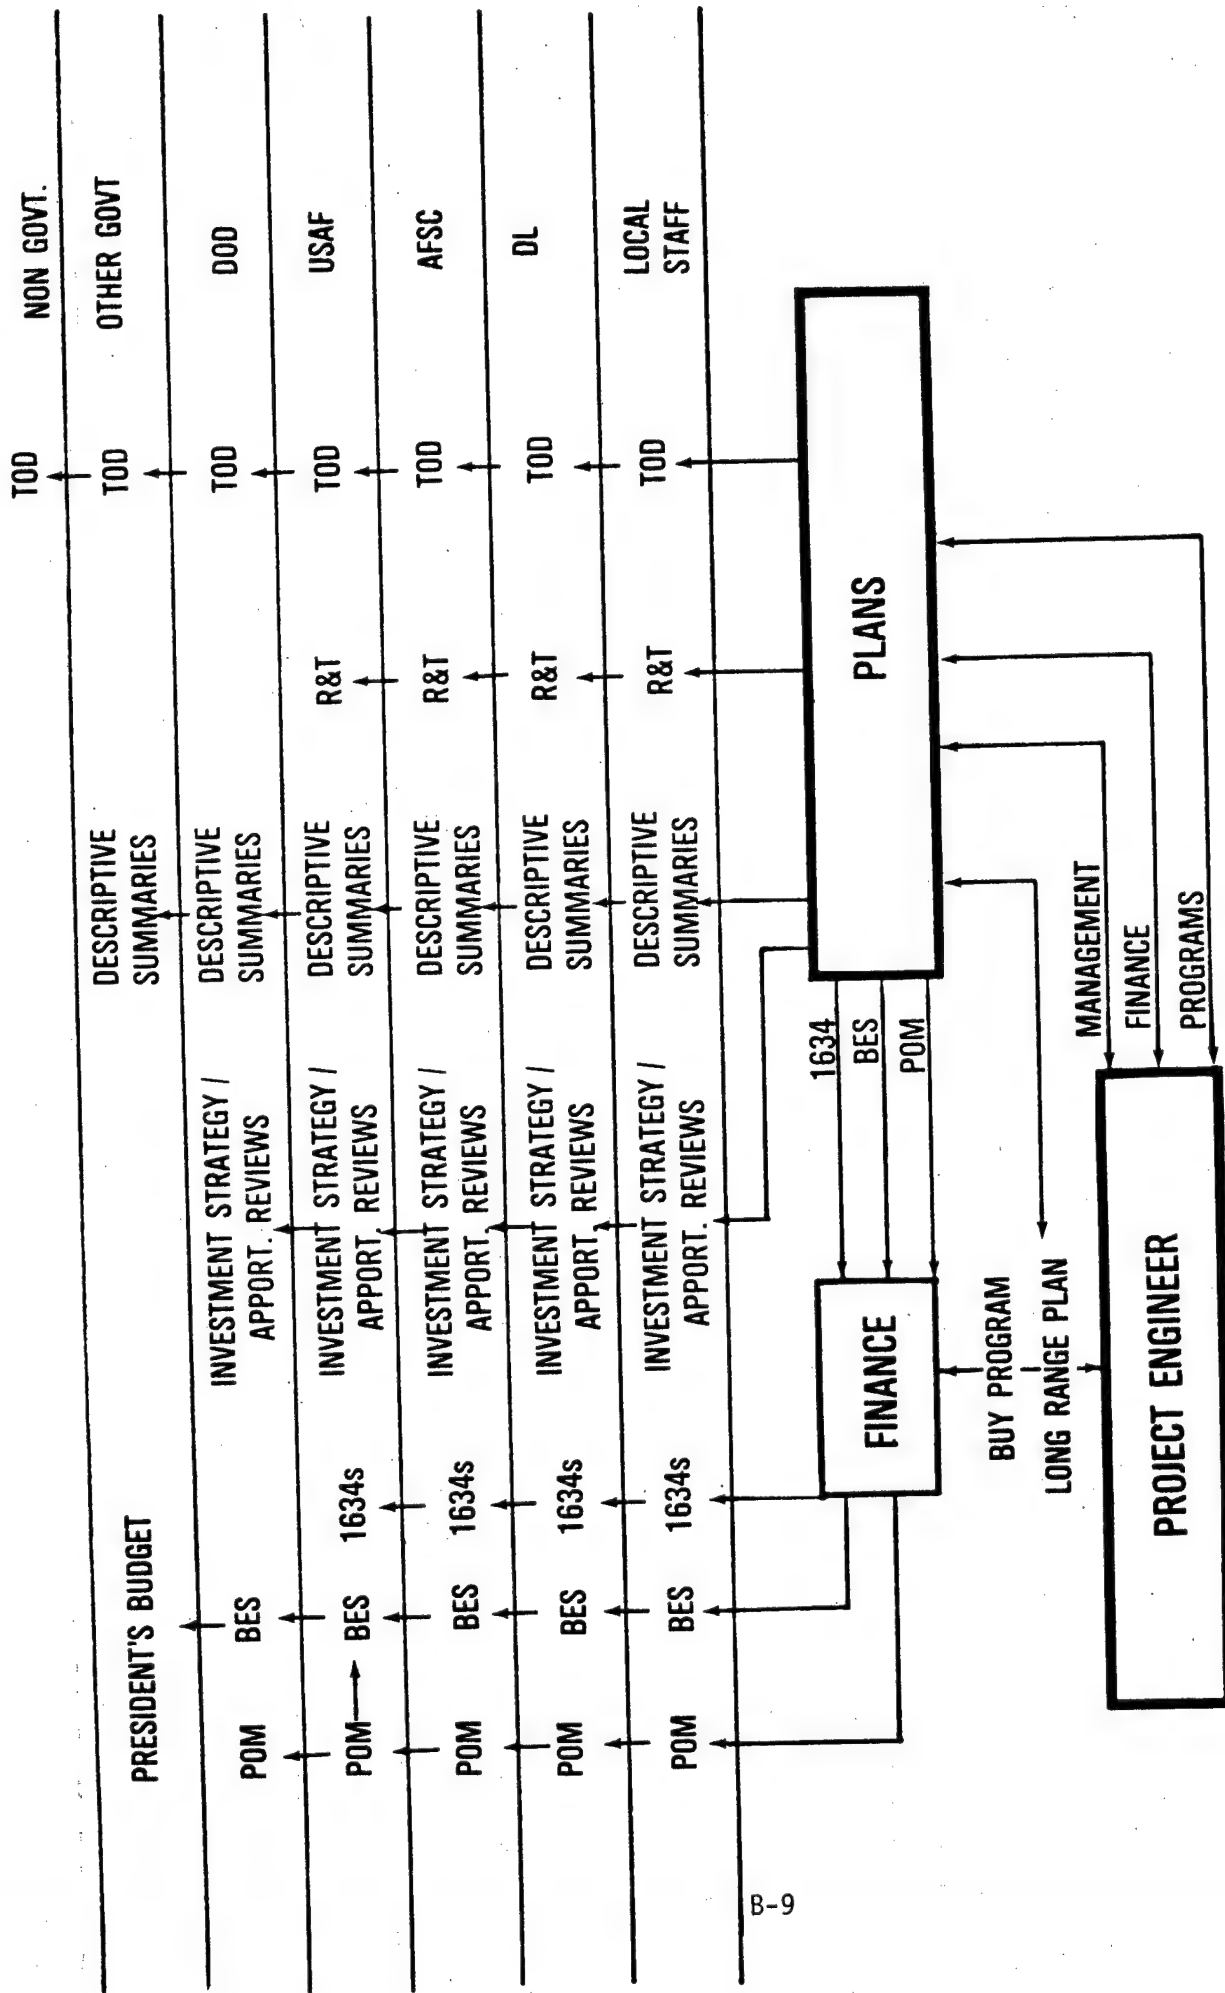 TOD
NON GOVT.
PRESIDENT'S BUDGET
DESCRIPTIVE
SUMMARIES
TOD
OTHER GOVT
POM
BES
INVESTMENT STRATEGY /
APPORT. REVIEWS
DESCRIPTIVE
SUMMARIES
TOD
DOD
POM
BES
1634s
INVESTMENT STRATEGY /
APPORT. REVIEWS
DESCRIPTIVE
SUMMARIES
R&T
TOD
USAF
POM
BES
1634s
INVESTMENT STRATEGY /
APPORT. REVIEWS
DESCRIPTIVE
SUMMARIES
R&T
TOD
AFSC
POM
BES
1634s
INVESTMENT STRATEGY /
APPORT. REVIEWS
DESCRIPTIVE
SUMMARIES
R&T
TOD
DL
POM
BES
1634s
INVESTMENT STRATEGY /
APPORT. REVIEWS
DESCRIPTIVE
SUMMARIES
R&T
TOD
LOCAL
STAFF
FINANCE
1634
BES
POM
PLANS
BUY PROGRAM
LONG RANGE PLAN
MANAGEMENT
FINANCE
PROGRAMS
PROJECT ENGINEER
B-9